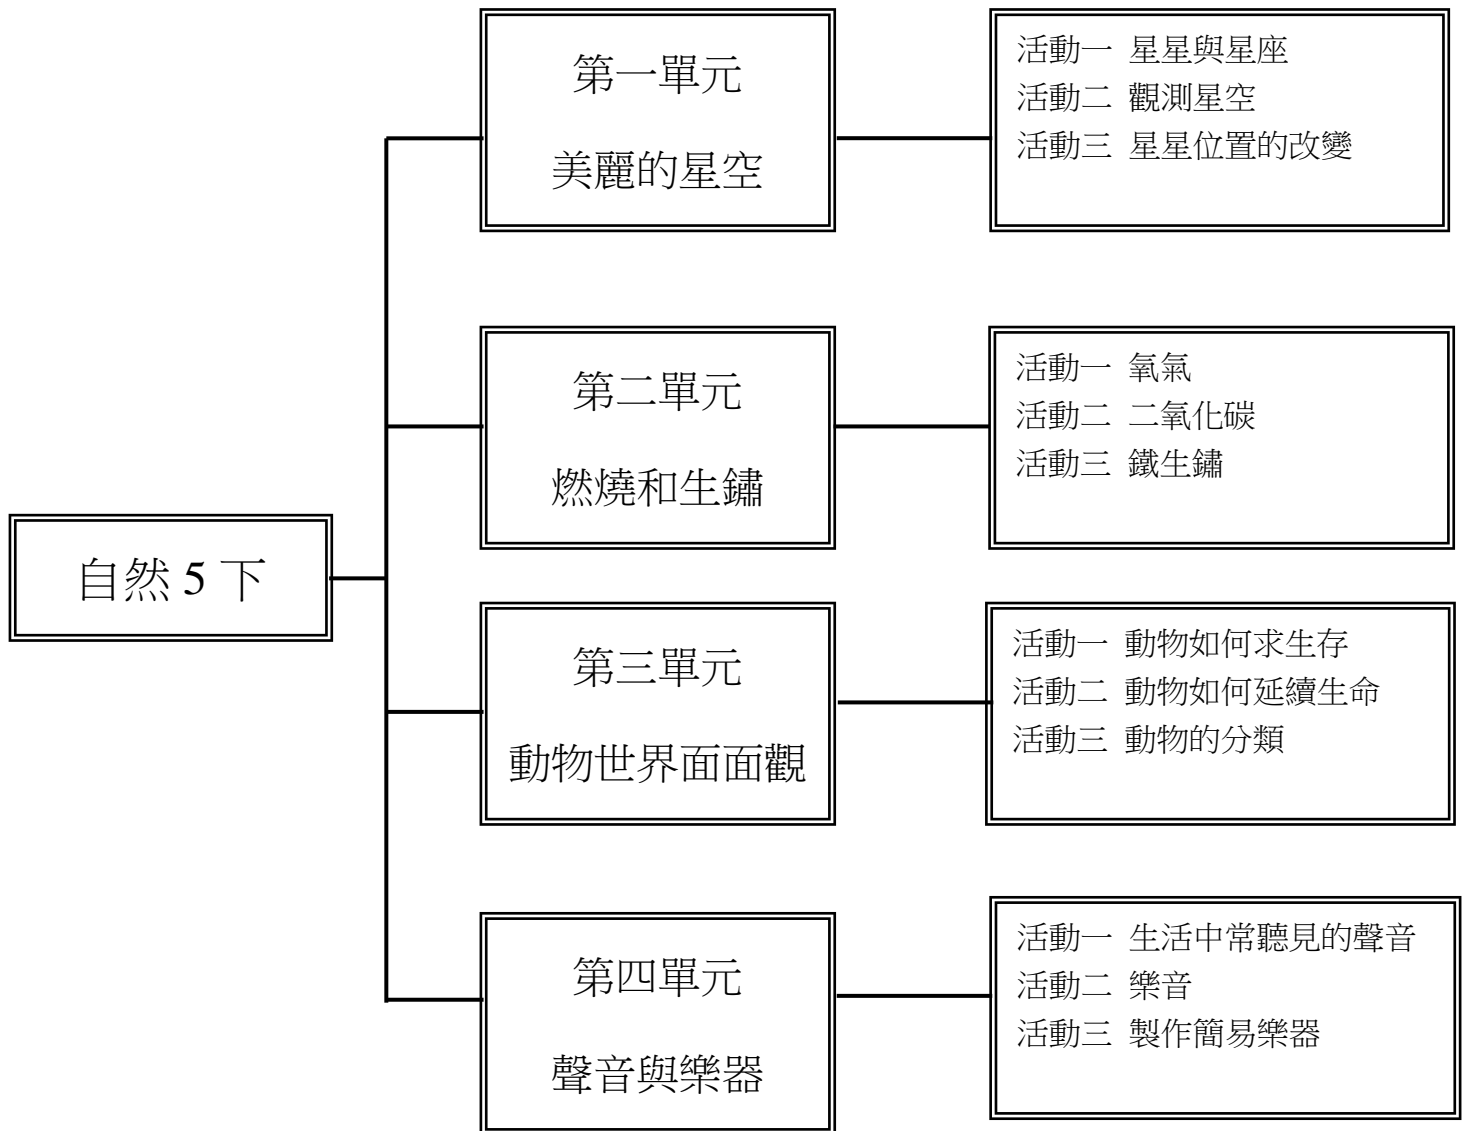 自然 5 下
第一單元
美麗的星空
活動一 星星與星座
活動二 觀測星空
活動三 星星位置的改變
第二單元
燃燒和生鏽
活動一 氧氣
活動二 二氧化碳
活動三 鐵生鏽
第三單元
動物世界面面觀
活動一 動物如何求生存
活動二 動物如何延續生命
活動三 動物的分類
第四單元
聲音與樂器
活動一 生活中常聽見的聲音
活動二 樂音
活動三 製作簡易樂器